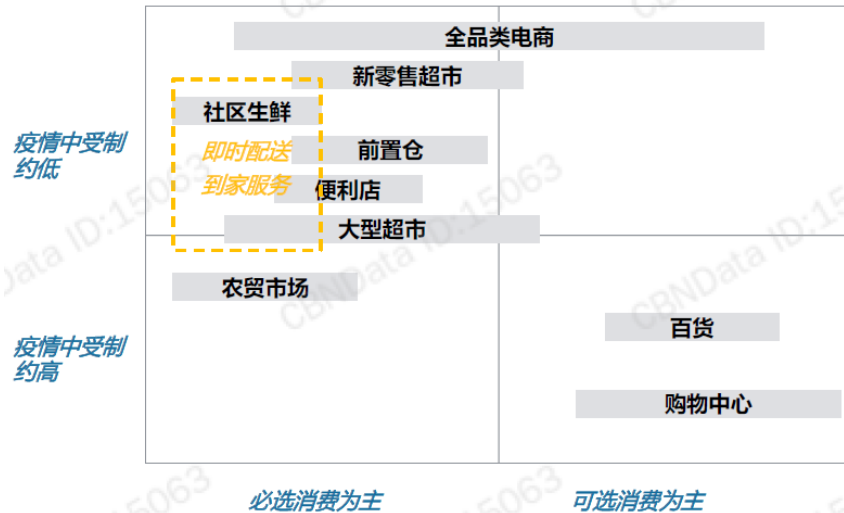 全品类电商
新零售超市
社区生鲜
疫情中受制
约低
即时配送
前置仓
到家服务
便利店
大型超市
农贸市场
百货
疫情中受制
约高
购物中心
必选消费为主
可选消费为主
CBNData ID:15063